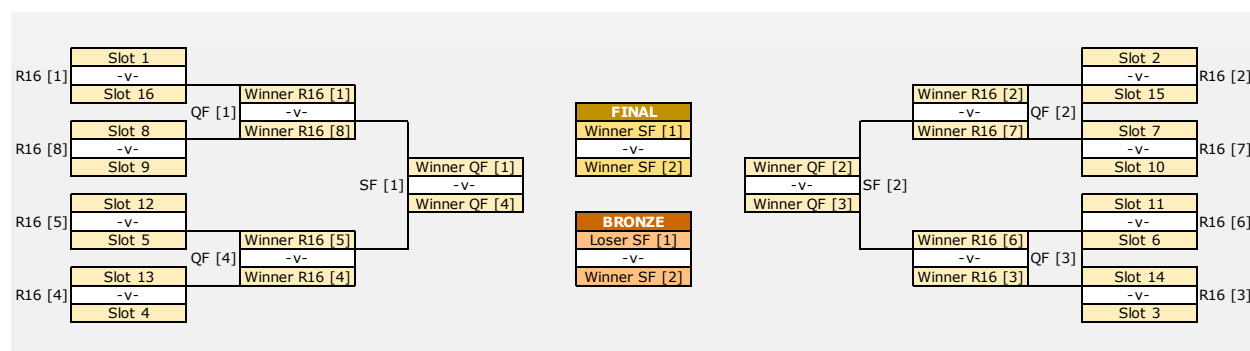 Slot 1
R16 [1]
-v-
Slot 16
QF [1]
Winner R16 [1]
-v-
Winner R16 [8]
Slot 8
R16 [8]
-v-
Slot 9
SF [1]
Winner QF [1]
-v-
Winner QF [4]
Slot 12
R16 [5]
-v-
Slot 5
QF [4]
Winner R16 [5]
-v-
Winner R16 [4]
Slot 13
R16 [4]
-v-
Slot 4
FINAL
Winner SF [1]
-v-
Winner SF [2]
BRONZE
Loser SF [1]
-v-
Winner SF [2]
Winner QF [2]
-v-
SF [2]
Winner QF [3]
Winner R16 [2]
-v-
QF [2]
Winner R16 [7]
Slot 2
-v-
R16 [2]
Slot 15
Slot 7
-v-
R16 [7]
Slot 10
Winner R16 [6]
-v-
QF [3]
Winner R16 [3]
Slot 11
-v-
R16 [6]
Slot 6
Slot 14
-v-
R16 [3]
Slot 3